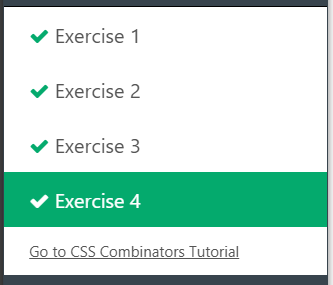 Exercise 1
Exercise 2
Exercise 3
Exercise 4
Go to CSS Combinators Tutorial